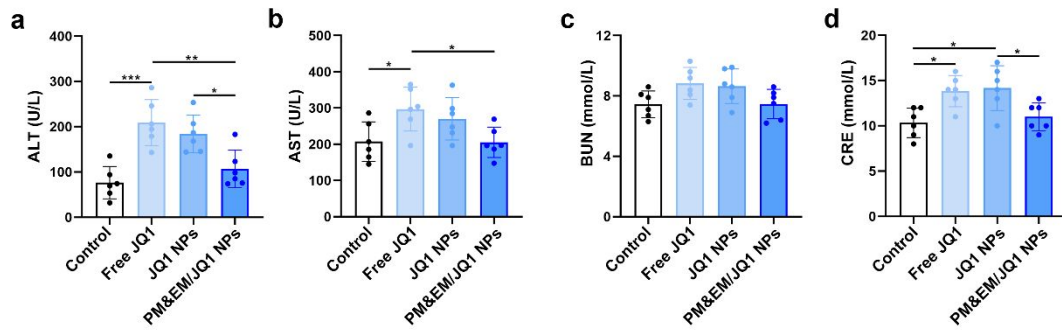 a
ALT (U/L)
400
300
200
100
0
***
**
*
Control
Free JQ1
JQ1 NPs
PM&EM/JQ1 NPs
b
AST (U/L)
500
400
300
200
100
0
*
*
Control
Free JQ1
JQ1 NPs
PM&EM/JQ1 NPs
c
BUN (mmol/L)
12
8
4
0
Control
Free JQ1
JQ1 NPs
PM&EM/JQ1 NPs
d
CRE (mmol/L)
20
15
10
5
0
*
*
*
Control
Free JQ1
JQ1 NPs
PM&EM/JQ1 NPs